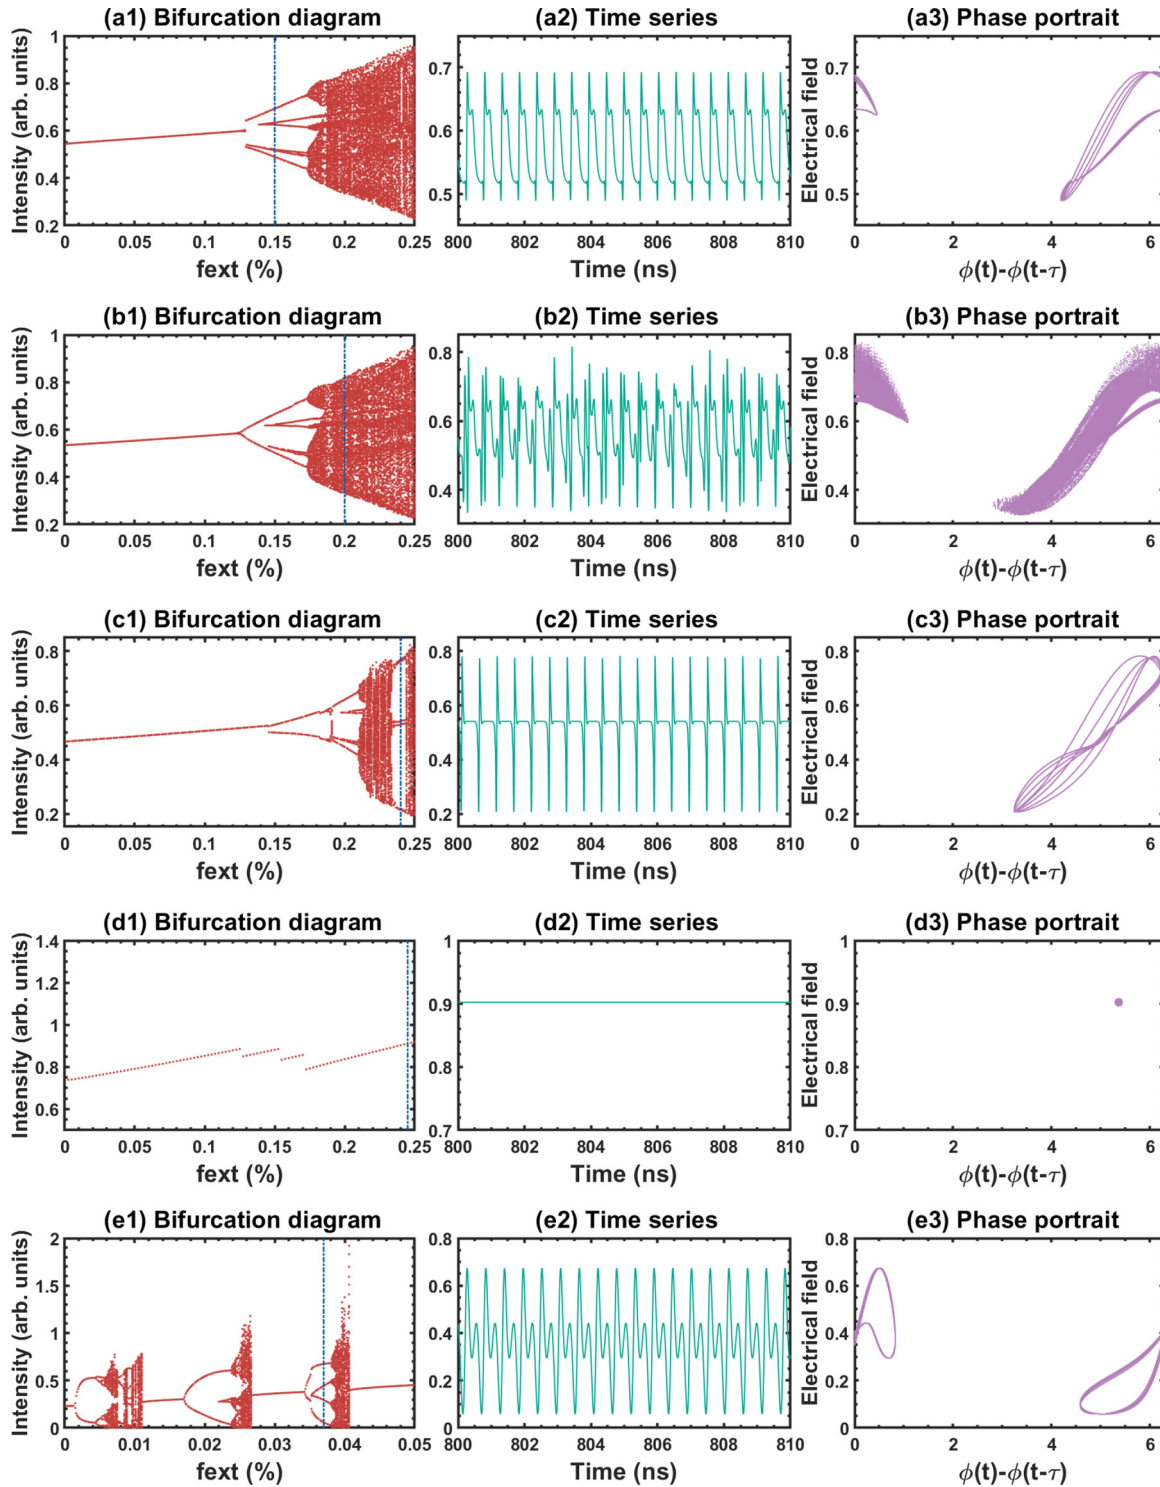 (a1) Bifurcation diagram
(a2) Time series
(a3) Phase portrait
Intensity (arb. units)
1
0.8
0.6
0.4
0.2
0 0.05 0.1 0.15 0.2 0.25
fext (%)
0.7
0.6
0.5
800 802 804 806 808 810
Time (ns)
Electrical field
0.7
0.6
0.5
0 2 4 6
ϕ(t)-ϕ(t-τ)
(b1) Bifurcation diagram
(b2) Time series
(b3) Phase portrait
Intensity (arb. units)
1
0.8
0.6
0.4
0.2
0 0.05 0.1 0.15 0.2 0.25
fext (%)
0.8
0.6
0.4
800 802 804 806 808 810
Time (ns)
Electrical field
0.8
0.6
0.4
0 2 4 6
ϕ(t)-ϕ(t-τ)
(c1) Bifurcation diagram
(c2) Time series
(c3) Phase portrait
Intensity (arb. units)
0.8
0.6
0.4
0.2
0 0.05 0.1 0.15 0.2 0.25
fext (%)
0.8
0.6
0.4
0.2
800 802 804 806 808 810
Time (ns)
Electrical field
0.8
0.6
0.4
0.2
0 2 4 6
ϕ(t)-ϕ(t-τ)
(d1) Bifurcation diagram
(d2) Time series
(d3) Phase portrait
Intensity (arb. units)
1.4
1.2
1
0.8
0.6
0 0.05 0.1 0.15 0.2 0.25
fext (%)
1
0.9
0.8
0.7
800 802 804 806 808 810
Time (ns)
Electrical field
1
0.9
0.8
0.7
0 2 4 6
ϕ(t)-ϕ(t-τ)
(e1) Bifurcation diagram
(e2) Time series
(e3) Phase portrait
Intensity (arb. units)
2
1.5
1
0.5
0
0 0.01 0.02 0.03 0.04 0.05
fext (%)
0.8
0.6
0.4
0.2
0
800 802 804 806 808 810
Time (ns)
Electrical field
0.8
0.6
0.4
0.2
0
0 2 4 6
ϕ(t)-ϕ(t-τ)